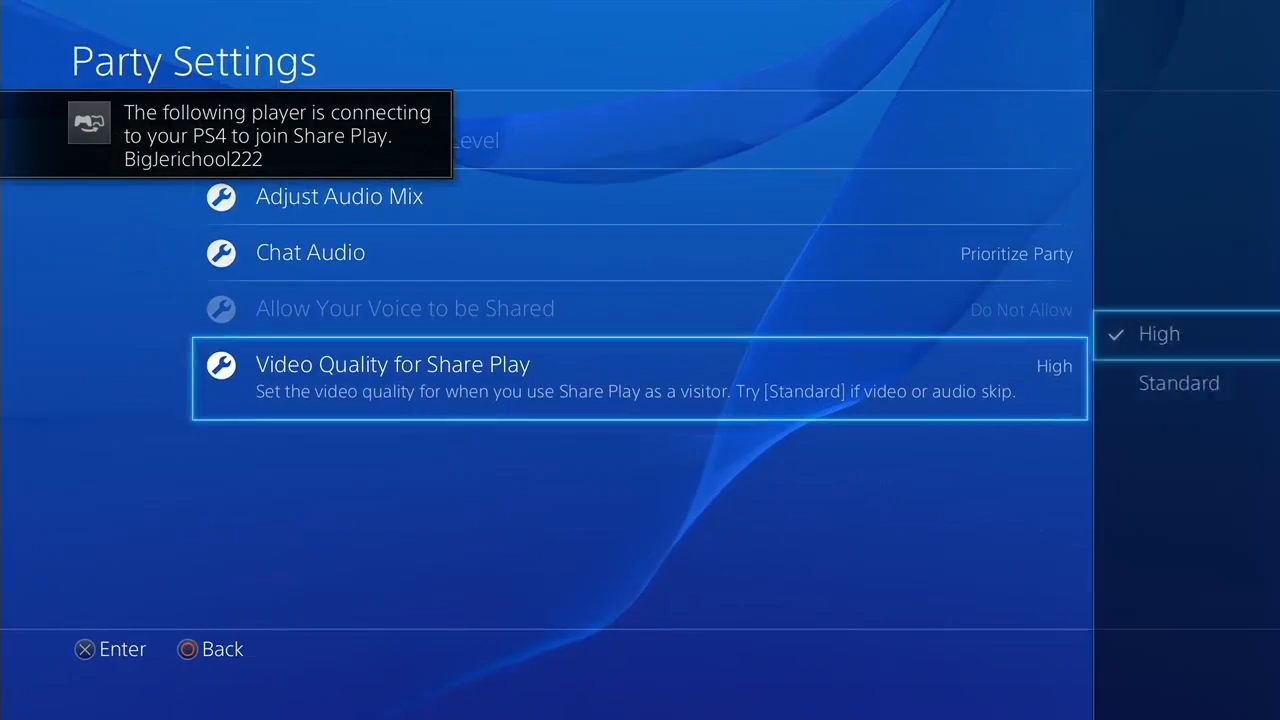 Party Settings
The following player is connecting
to your PS4 to join Share Play.
BigJerichool222
Level
Adjust Audio Mix
Chat Audio
Prioritize Party
Allow Your Voice to be Shared
Do Not Allow
Video Quality for Share Play
High
Set the video quality for when you use Share Play as a visitor. Try [Standard] if video or audio skip.
High
Standard
Enter
Back